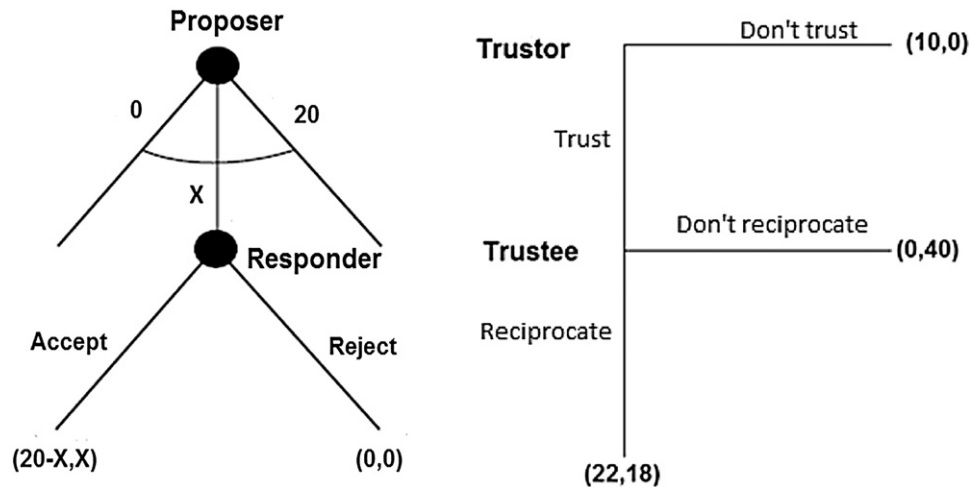 Proposer
0
20
X
Responder
Accept
Reject
(20-X,X)
(0,0)
Trustor
Don't trust
(10,0)
Trust
Don't reciprocate
Trustee
(0,40)
Reciprocate
(22,18)